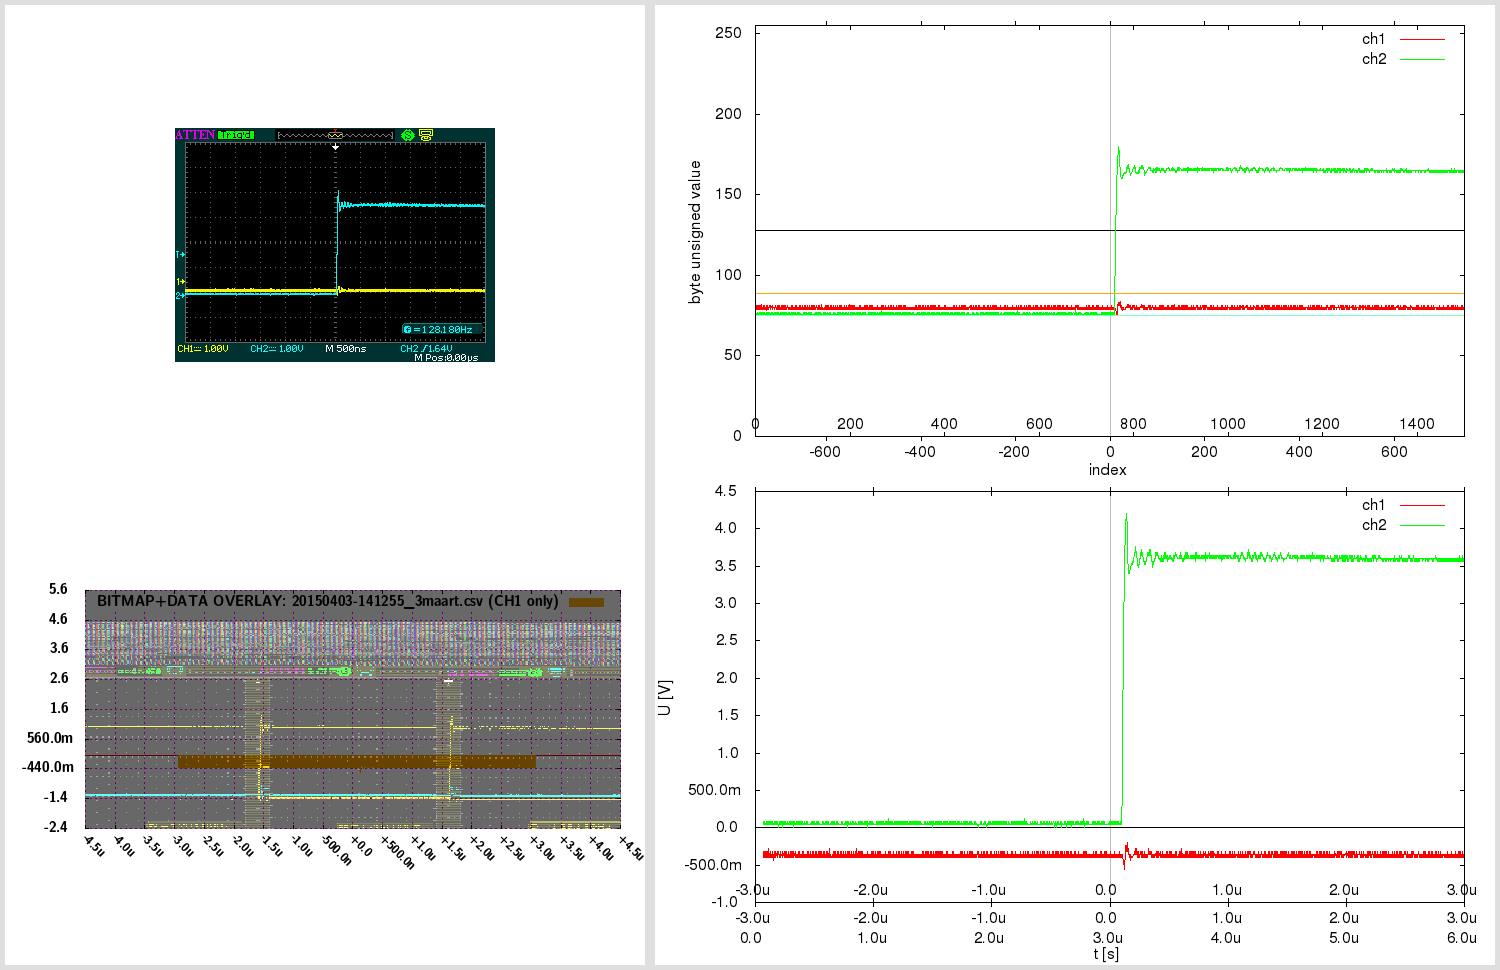 ATTEN Trig'd
T
1
2
=128.180Hz
CH1 1.00V CH2 1.00V M 500ns CH2 /1.64V
M Pos:0.00µs
5.6
4.6
3.6
2.6
1.6
560.0m
-440.0m
-1.4
-2.4
BITMAP+DATA OVERLAY: 20150403-141255_3maart.csv (CH1 only)
4.5u 4.0u -3.5u -3.0u -2.5u -2.0u -1.5u -1.0u -500.0n +0.0 +500.0n +1.0u +1.5u +2.0u +2.5u +3.0u +3.5u +4.0u +4.5u
250
200
150
100
50
0
byte unsigned value
ch1
ch2
0 200 400 600 800 1000 1200 1400
-600 -400 -200 0 200 400 600
index
4.5
4.0
3.5
3.0
2.5
2.0
1.5
1.0
500.0m
0.0
-500.0m
-1.0
U [V]
ch1
ch2
-3.0u -2.0u -1.0u 0.0 1.0u 2.0u 3.0u
-3.0u -2.0u -1.0u 0.0 1.0u 2.0u 3.0u
0.0 1.0u 2.0u 3.0u 4.0u 5.0u 6.0u
t [s]